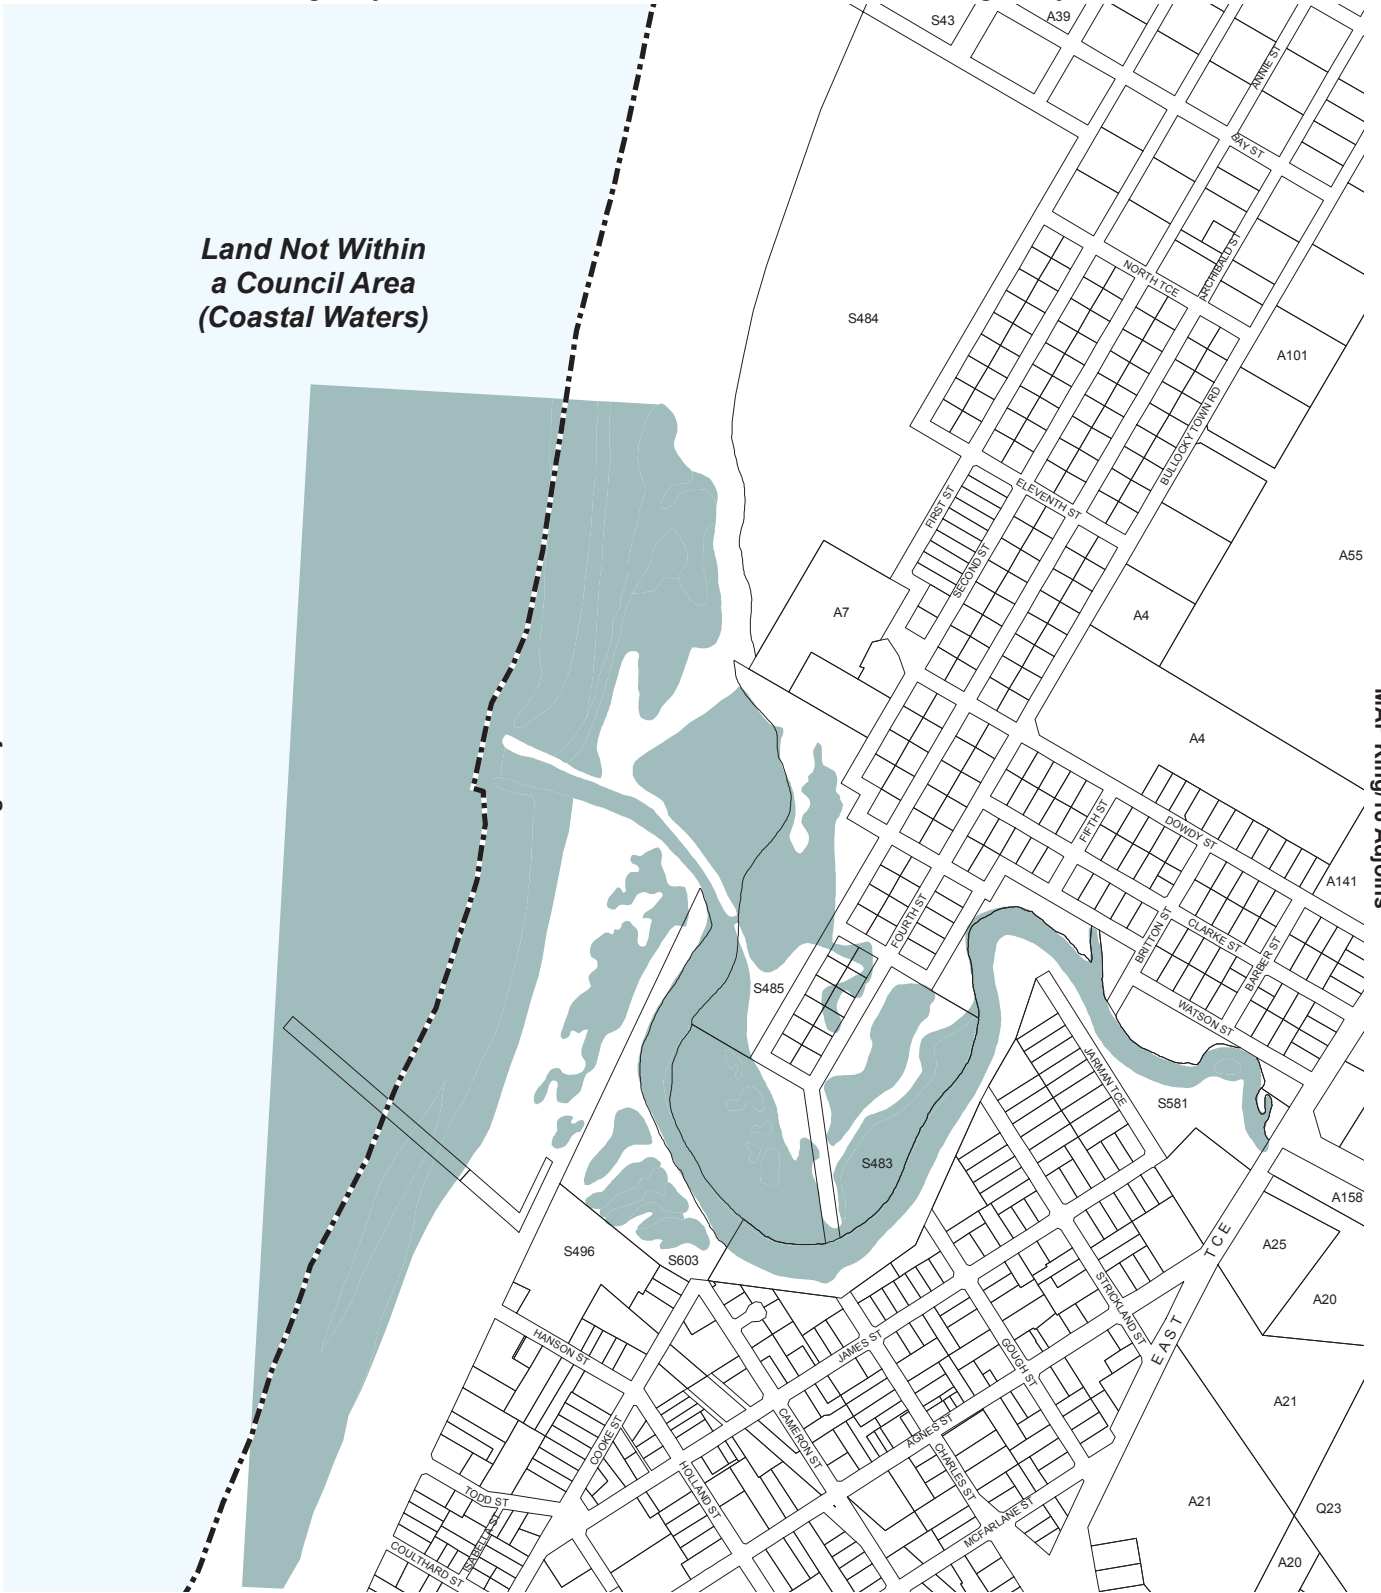 S43
A39
ANNIE ST
BAY ST
Land Not Within
a Council Area
(Coastal Waters)
ARCHIBALD ST
NORTH TCE
S484
A101
BULLOCKY TOWN RD
ELEVENTH ST
FIRST ST
SECOND ST
A55
A7
A4
A4
FIFTH ST
DOWDY ST
A141
FOURTH ST
BRITTON ST
CLARKE ST
BARBER ST
S485
WATSON ST
JARMAN TCE
S581
S483
A158
EAST TCE
A25
S496
S603
A20
STRICKLAND ST
HANSON ST
JAMES ST
GOUGH ST
A21
COOKE ST
CAMERON ST
AGNES ST
CHARLES ST
HOLLAND ST
TODD ST
ISABELLA ST
MCFARLANE ST
A21
Q23
COULTHARD ST
A20